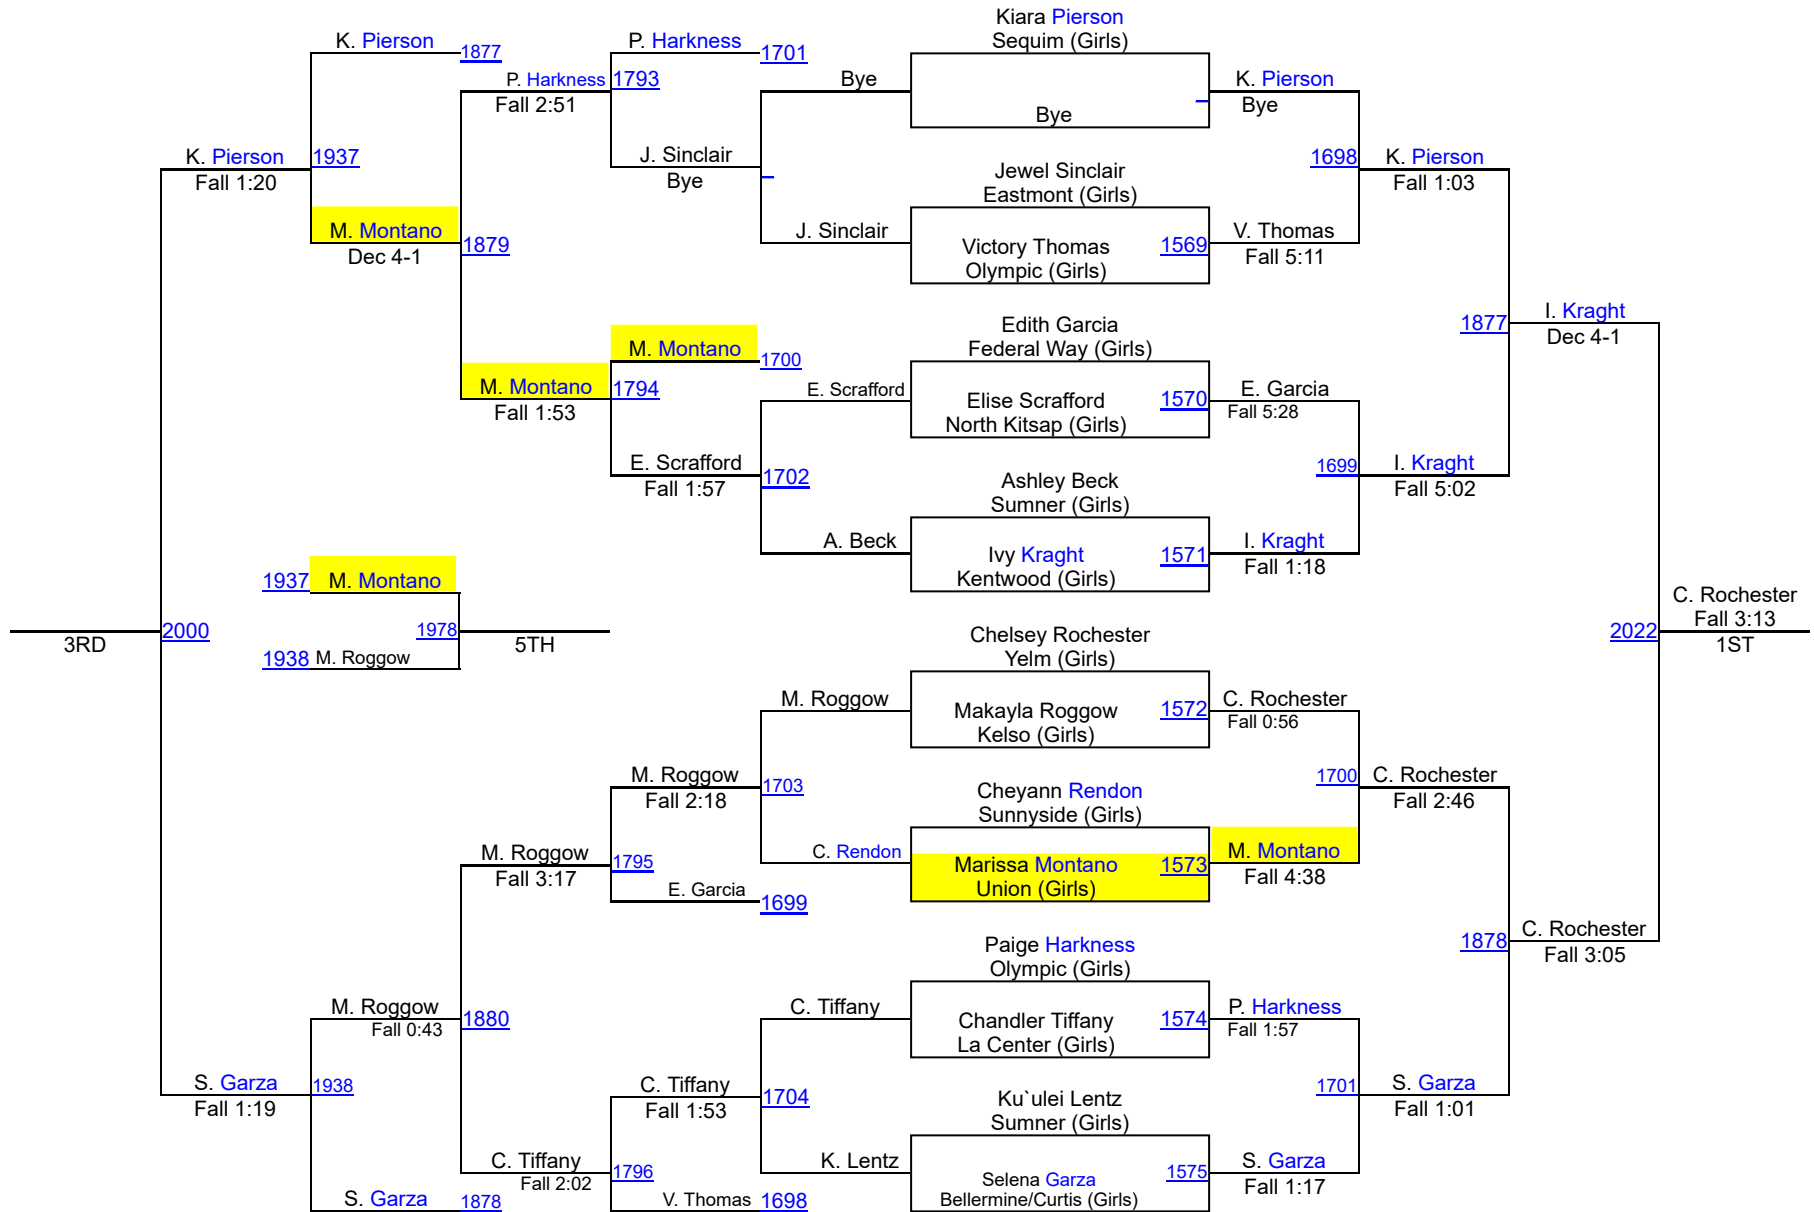 Kiara Pierson
K. Pierson
P. Harkness
Sequim (Girls)
1877
1701
P. Harkness
1793
Bye
K. Pierson
Fall 2:51
Bye
Bye
K. Pierson
1937
J. Sinclair
1698
K. Pierson
Fall 1:20
Bye
Jewel Sinclair
Fall 1:03
Eastmont (Girls)
M. Montano
1879
J. Sinclair
Victory Thomas
1569
V. Thomas
Dec 4-1
Olympic (Girls)
Fall 5:11
I. Kraght
1877
Dec 4-1
Edith Garcia
M. Montano
1700
Federal Way (Girls)
M. Montano
1794
E. Scrafford
Elise Scrafford
1570
E. Garcia
Fall 1:53
North Kitsap (Girls)
Fall 5:28
E. Scrafford
1702
1699
I. Kraght
Fall 1:57
Ashley Beck
Fall 5:02
Sumner (Girls)
A. Beck
Ivy Kraght
1571
I. Kraght
Kentwood (Girls)
Fall 1:18
1937
M. Montano
C. Rochester
3RD
2000
1978
5TH
2022
Fall 3:13
1ST
1938
M. Roggow
Chelsey Rochester
Yelm (Girls)
M. Roggow
Makayla Roggow
1572
C. Rochester
Kelso (Girls)
Fall 0:56
M. Roggow
1703
1700
C. Rochester
Fall 2:18
Cheyann Rendon
Fall 2:46
Sunnyside (Girls)
M. Roggow
1795
C. Rendon
Marissa Montano
1573
M. Montano
Fall 3:17
Union (Girls)
Fall 4:38
E. Garcia
1699
1878
C. Rochester
Fall 3:05
Paige Harkness
Olympic (Girls)
M. Roggow
1880
C. Tiffany
Chandler Tiffany
1574
P. Harkness
Fall 0:43
La Center (Girls)
Fall 1:57
S. Garza
1938
C. Tiffany
1704
1701
S. Garza
Fall 1:19
Fall 1:53
Ku`ulei Lentz
Fall 1:01
Sumner (Girls)
C. Tiffany
1796
K. Lentz
Selena Garza
1575
S. Garza
Fall 2:02
Bellermine/Curtis (Girls)
Fall 1:17
S. Garza
1878
V. Thomas
1698